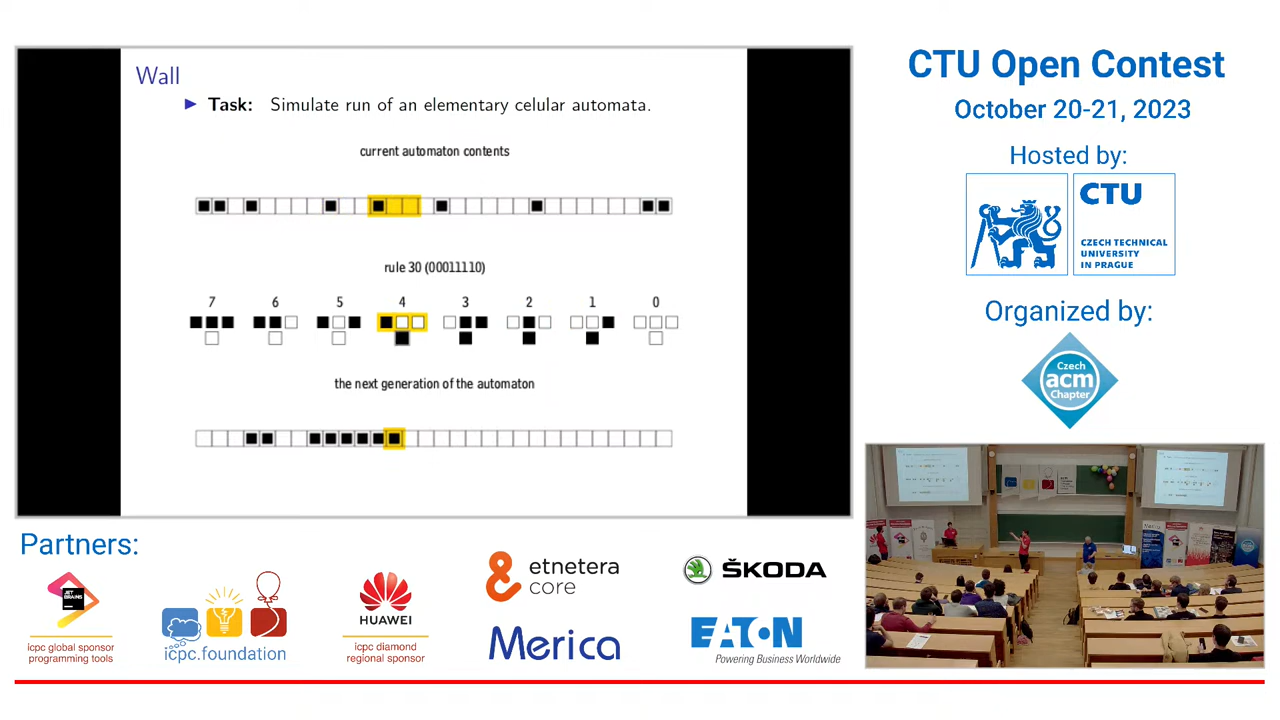 Wall
Task: Simulate run of an elementary celular automata.
current automaton contents
rule 30 (00011110)
7 6 5 4 3 2 1 0
the next generation of the automaton
CTU Open Contest
October 20-21, 2023
Hosted by:
CTU
CZECH TECHNICAL
UNIVERSITY
IN PRAGUE
Organized by:
Czech
acm
Chapter
Partners:
JET
BRAINS
icpc global sponsor
programming tools
icpc.foundation
HUAWEI
icpc diamond
regional sponsor
etnetera
core
Merica
ŠKODA
EATON
Powering Business Worldwide